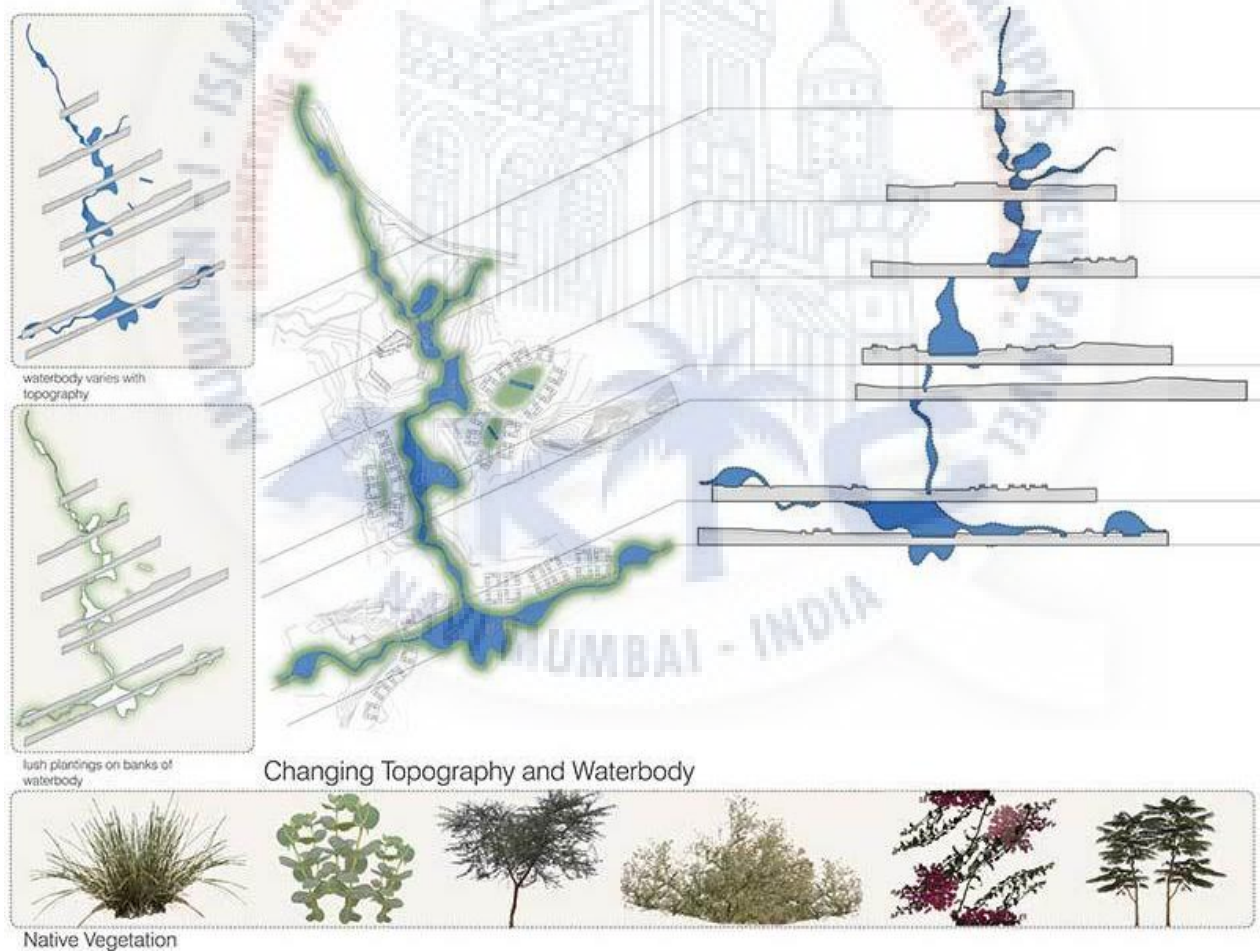 waterbody varies with
topography
lush plantings on banks of
waterbody
Changing Topography and Waterbody
Native Vegetation
AKTC
NAVI MUMBAI - INDIA